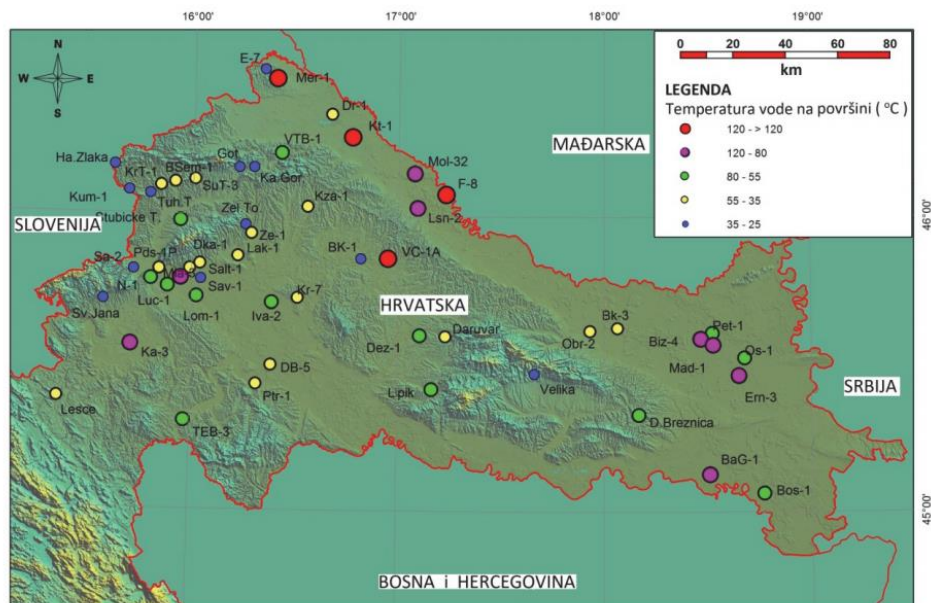 16°00'
17°00'
18°00'
19°00'
N
W
E
S
0
20
40
60
80
km
LEGENDA
Temperatura vode na površini ( °C)
120 - > 120
120 - 80
80 - 55
55 - 35
35 - 25
E-7
Mer-1
Dr-1
Kt-1
MAĐARSKA
VTB-1
Got
Ha.Zlaka
KrT-1
BSem-1
Ka.Gor.
Mol-32
SuT-3
F-8
Kum-1
Tuh.T.
Kza-1
Lsn-2
46°00'
SLOVENIJA
Stubicke T.
Zel.To.
Ze-1
Dka-1
Lak-1
BK-1
VC-1A
Sa-2
Pds-1P
Salt-1
N-1
Sav-1
Luc-1
Kr-7
HRVATSKA
Sv.Jana
Lom-1
Iva-2
Bk-3
Pet-1
Daruvar
Dez-1
Obr-2
Biz-4
Os-1
Ka-3
Mad-1
DB-5
Velika
SRBIJA
Lesce
Ptr-1
Lipik
Ern-3
TEB-3
D.Breznica
BaG-1
Bos-1
45°00'
BOSNA i HERCEGOVINA